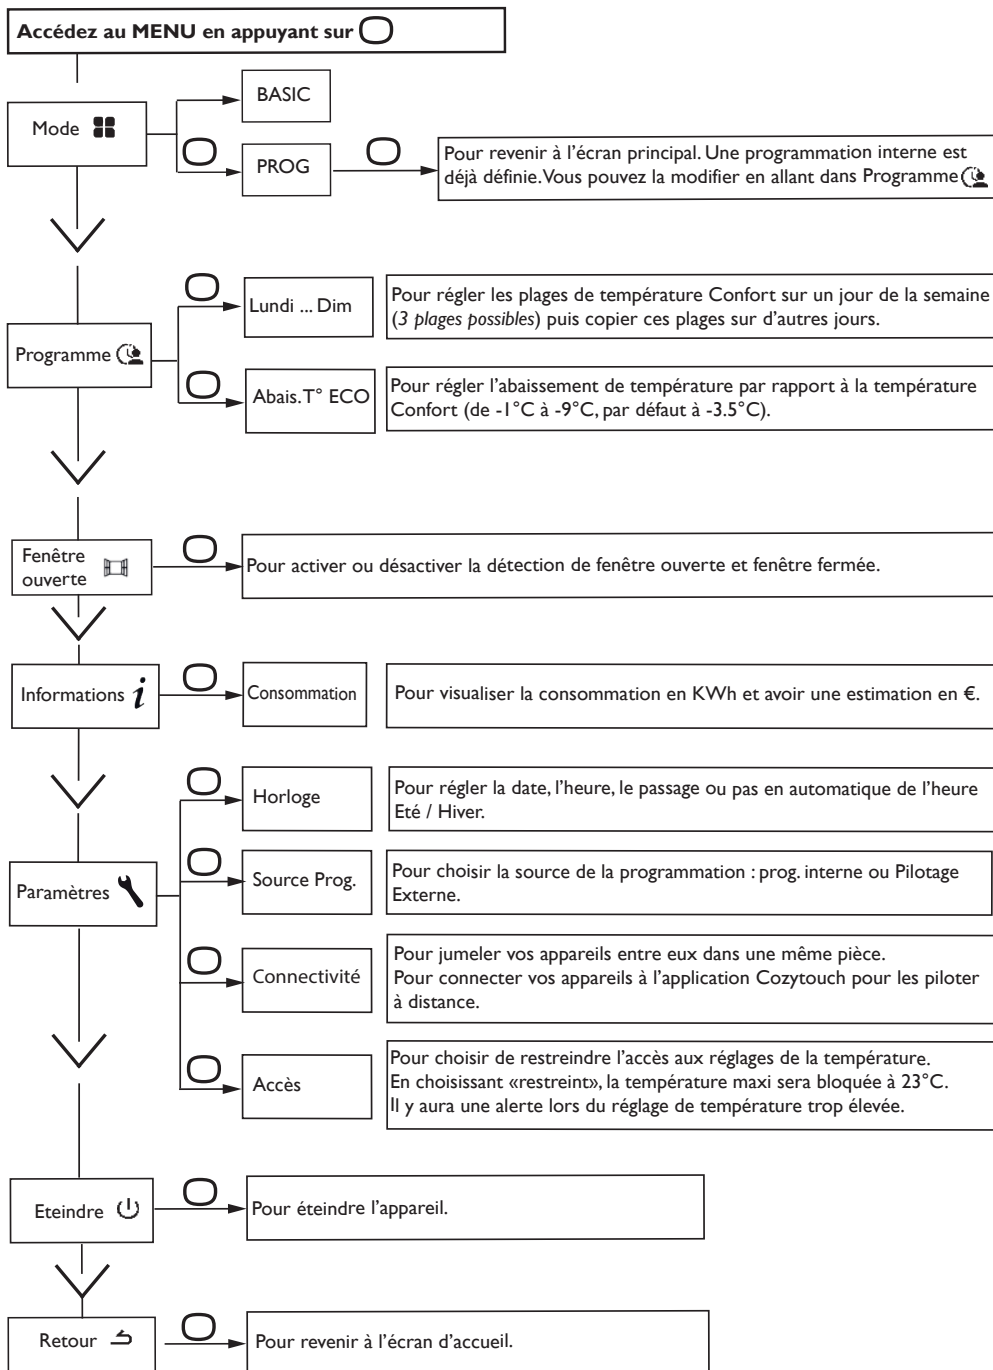 Accédez au MENU en appuyant sur
Mode
BASIC
PROG
Pour revenir à l'écran principal. Une programmation interne est
déjà définie. Vous pouvez la modifier en allant dans Programme
Programme
Lundi ... Dim
Pour régler les plages de température Confort sur un jour de la semaine
(3 plages possibles) puis copier ces plages sur d'autres jours.
Abais.T° ECO
Pour régler l'abaissement de température par rapport à la température
Confort (de -1°C à -9°C, par défaut à -3.5°C).
Fenêtre
ouverte
Pour activer ou désactiver la détection de fenêtre ouverte et fenêtre fermée.
Informations i
Consommation
Pour visualiser la consommation en KWh et avoir une estimation en €.
Paramètres
Horloge
Pour régler la date, l'heure, le passage ou pas en automatique de l'heure
Eté / Hiver.
Source Prog.
Pour choisir la source de la programmation : prog. interne ou Pilotage
Externe.
Connectivité
Pour jumeler vos appareils entre eux dans une même pièce.
Pour connecter vos appareils à l'application Cozytouch pour les piloter
à distance.
Accès
Pour choisir de restreindre l'accès aux réglages de la température.
En choisissant «restreint», la température maxi sera bloquée à 23°C.
Il y aura une alerte lors du réglage de température trop élevée.
Eteindre
Pour éteindre l'appareil.
Retour
Pour revenir à l'écran d'accueil.